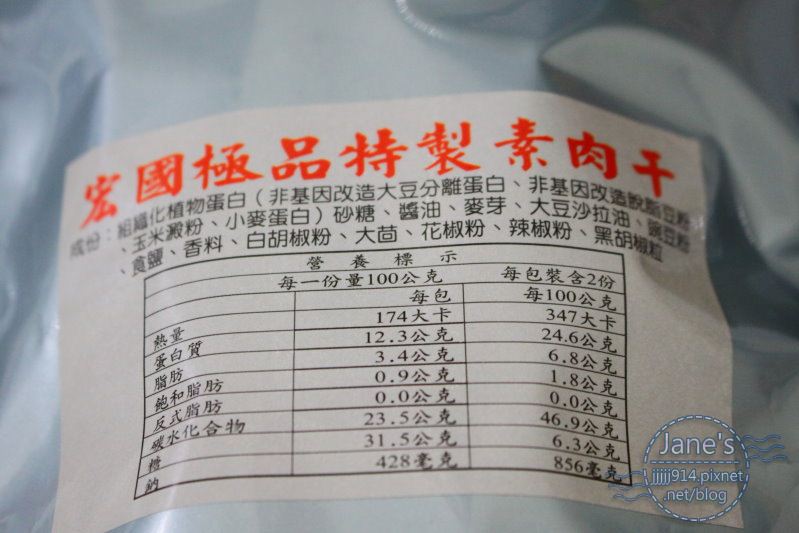 宏國極品特製素肉干
成份：組織化植物蛋白（非基因改造大豆分離蛋白、非基因改造脫脂豆粉
、玉米澱粉、小麥蛋白）砂糖、醬油、麥芽、大豆沙拉油、豌豆粉
、食鹽、香料、白胡椒粉、大茴、花椒粉、辣椒粉、黑胡椒粒
營養標示
每一份量100公克 每包裝含2份
每包 每100公克
熱量 174大卡 347大卡
蛋白質 12.3公克 24.6公克
脂肪 3.4公克 6.8公克
飽和脂肪 0.9公克 1.8公克
反式脂肪 0.0公克 0.0公克
碳水化合物 23.5公克 46.9公克
糖 31.5公克 6.3公克
鈉 428毫克 856毫克
Jane's
jjjjj914.pixnet
.net/blog